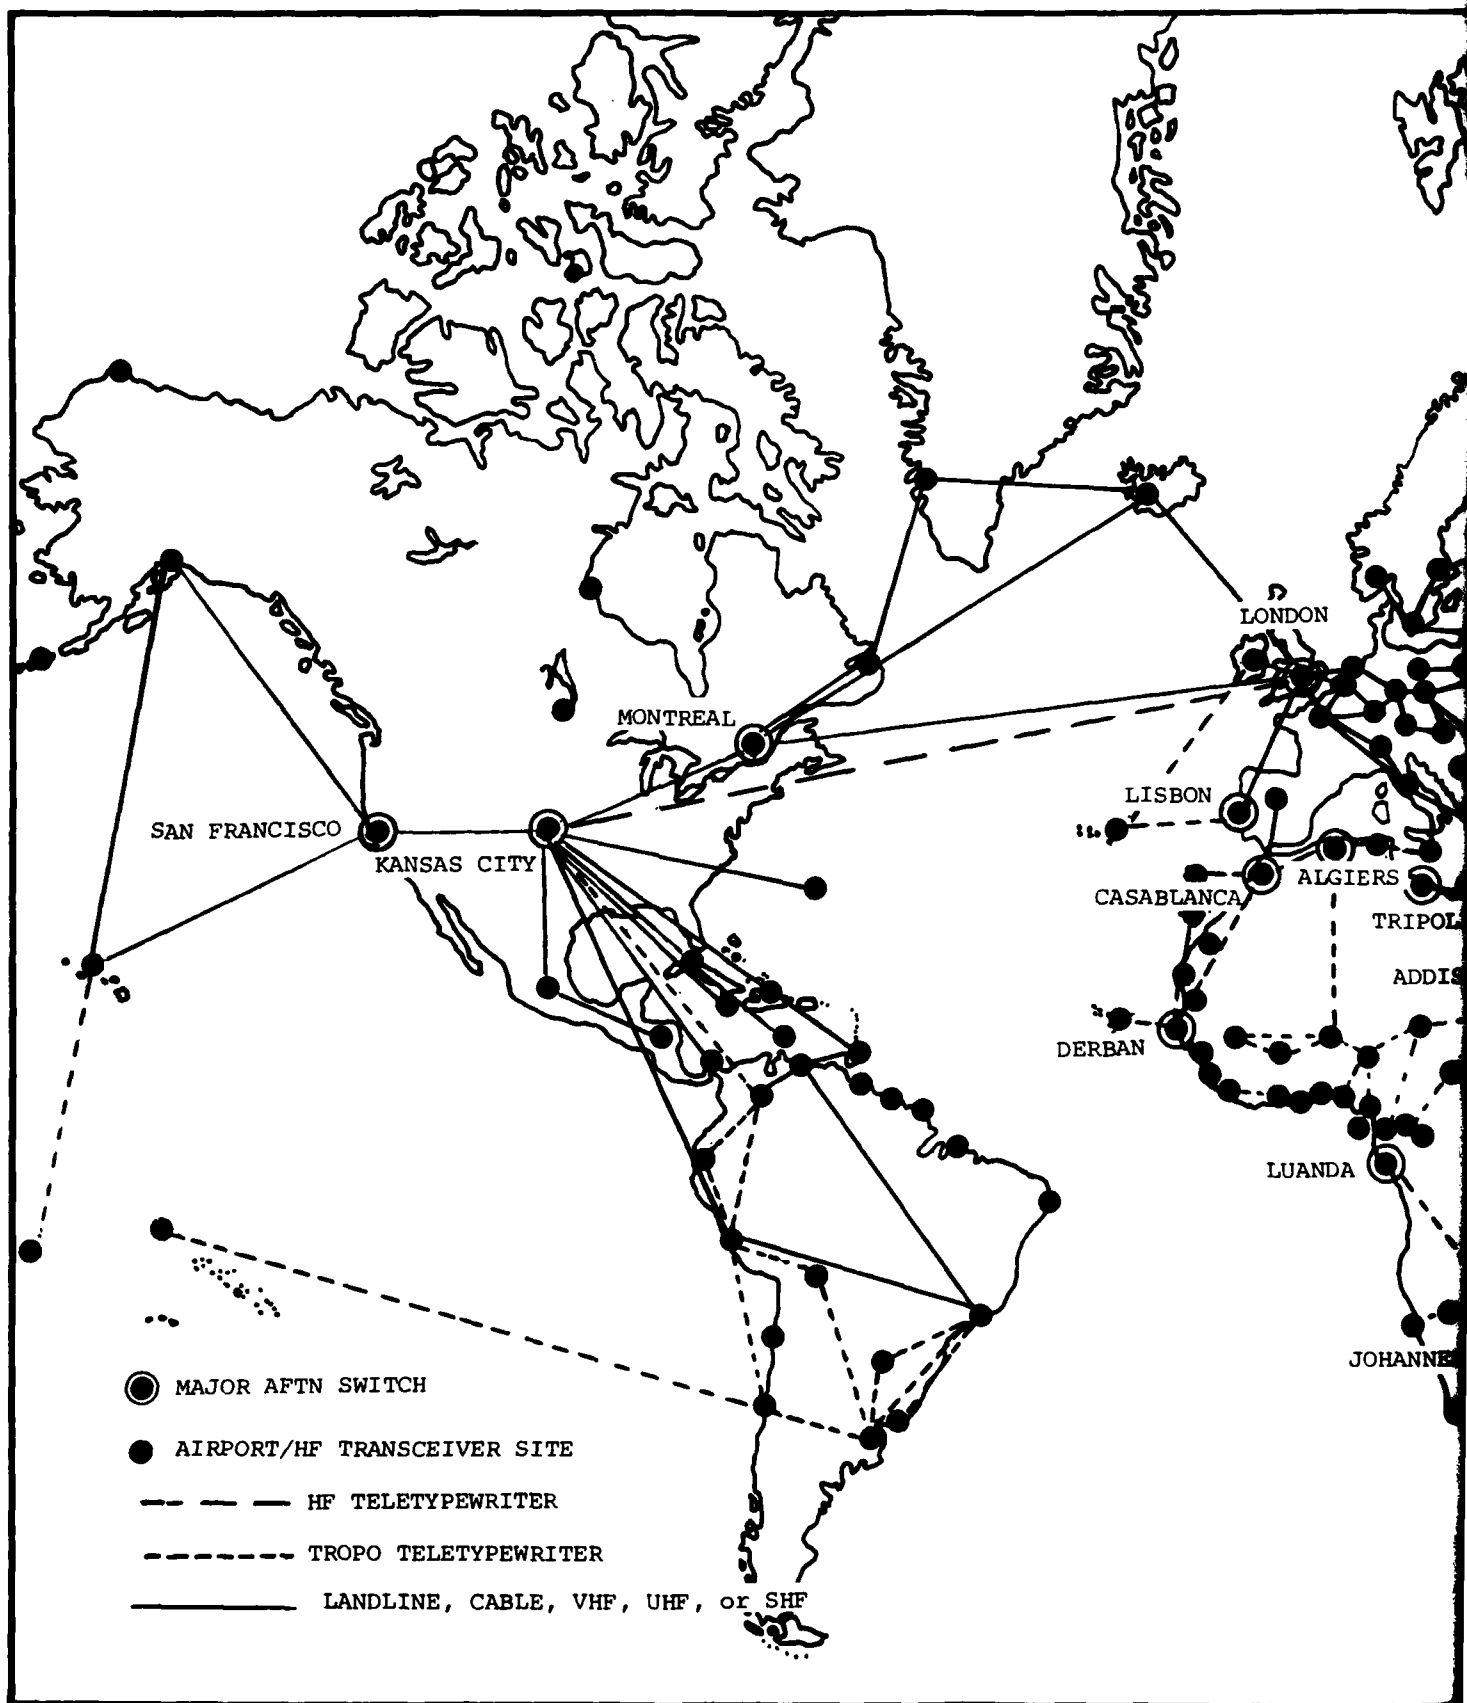 LONDON
MONTREAL
LISBON
SAN FRANCISCO
KANSAS CITY
ALGIERS
CASABLANCA
TRIPOL
ADDIS
DERBAN
LUANDA
JOHANNE
MAJOR AFTN SWITCH
AIRPORT/HF TRANSCEIVER SITE
HF TELETYPEWRITER
TROPO TELETYPEWRITER
LANDLINE, CABLE, VHF, UHF, or SHF